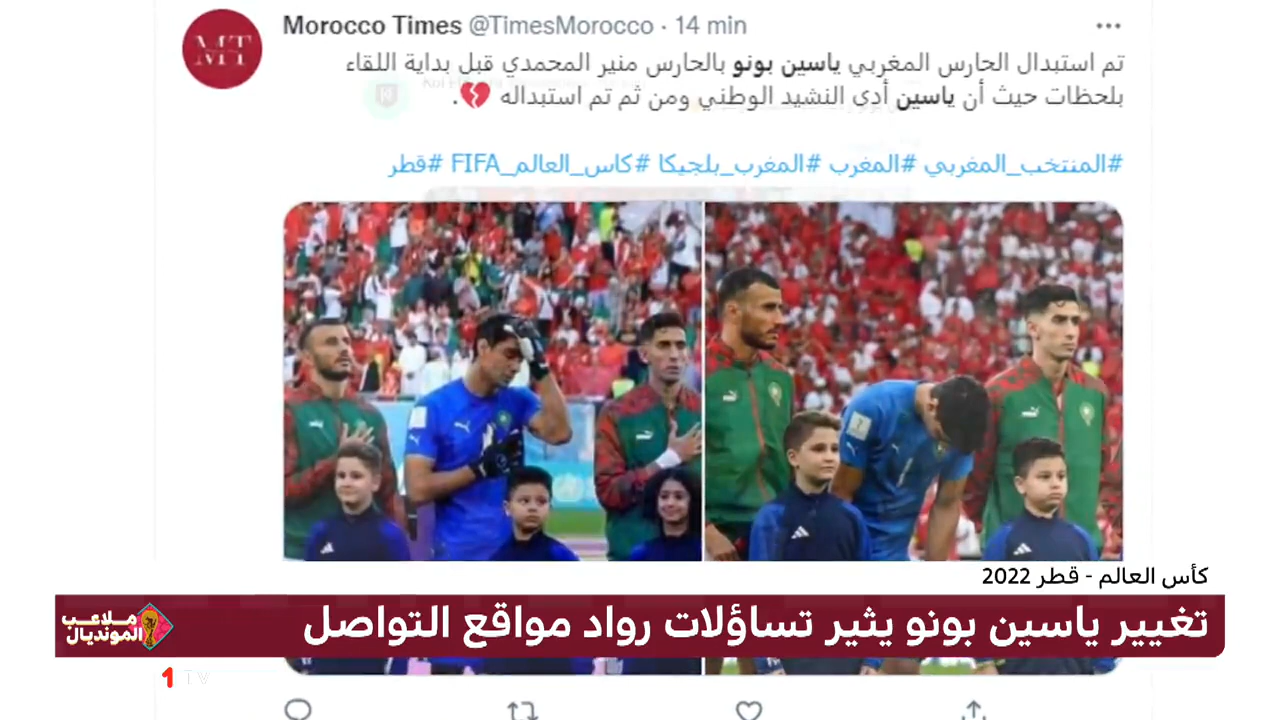 Morocco Times @TimesMorocco · 14 min
MT
تم استبدال الحارس المغربي ياسين بونو بالحارس منير المحمدي قبل بداية اللقاء
بلحظات حيث أن ياسين أدى النشيد الوطني ومن ثم تم استبداله 💔.
#المنتخب_المغربي #المغرب #المغرب_بلجيكا #كاس_العالم_FIFA #قطر
كأس العالم - قطر 2022
تغيير ياسين بونو يثير تساؤلات رواد مواقع التواصل
ملاعب
المونديال
1 TV